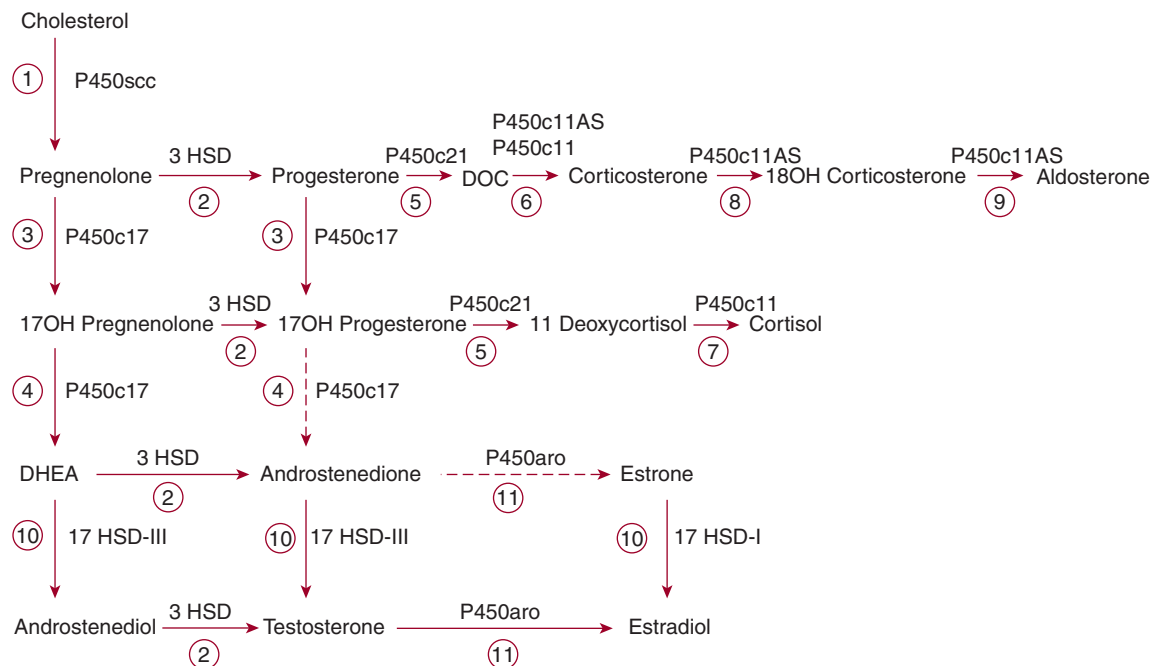 Cholesterol
1 P450scc
P450c11AS
3 HSD P450c21 P450c11 P450c11AS P450c11AS
Pregnenolone Progesterone DOC Corticosterone 18OH Corticosterone Aldosterone
2 5 6 8 9
3 P450c17 3 P450c17
3 HSD P450c21 P450c11
17OH Pregnenolone 17OH Progesterone 11 Deoxycortisol Cortisol
2 5 7
4 P450c17 4 P450c17
3 HSD P450aro
DHEA Androstenedione Estrone
2 11
10 17 HSD-III 10 17 HSD-III 10 17 HSD-I
3 HSD P450aro
Androstenediol Testosterone Estradiol
2 11